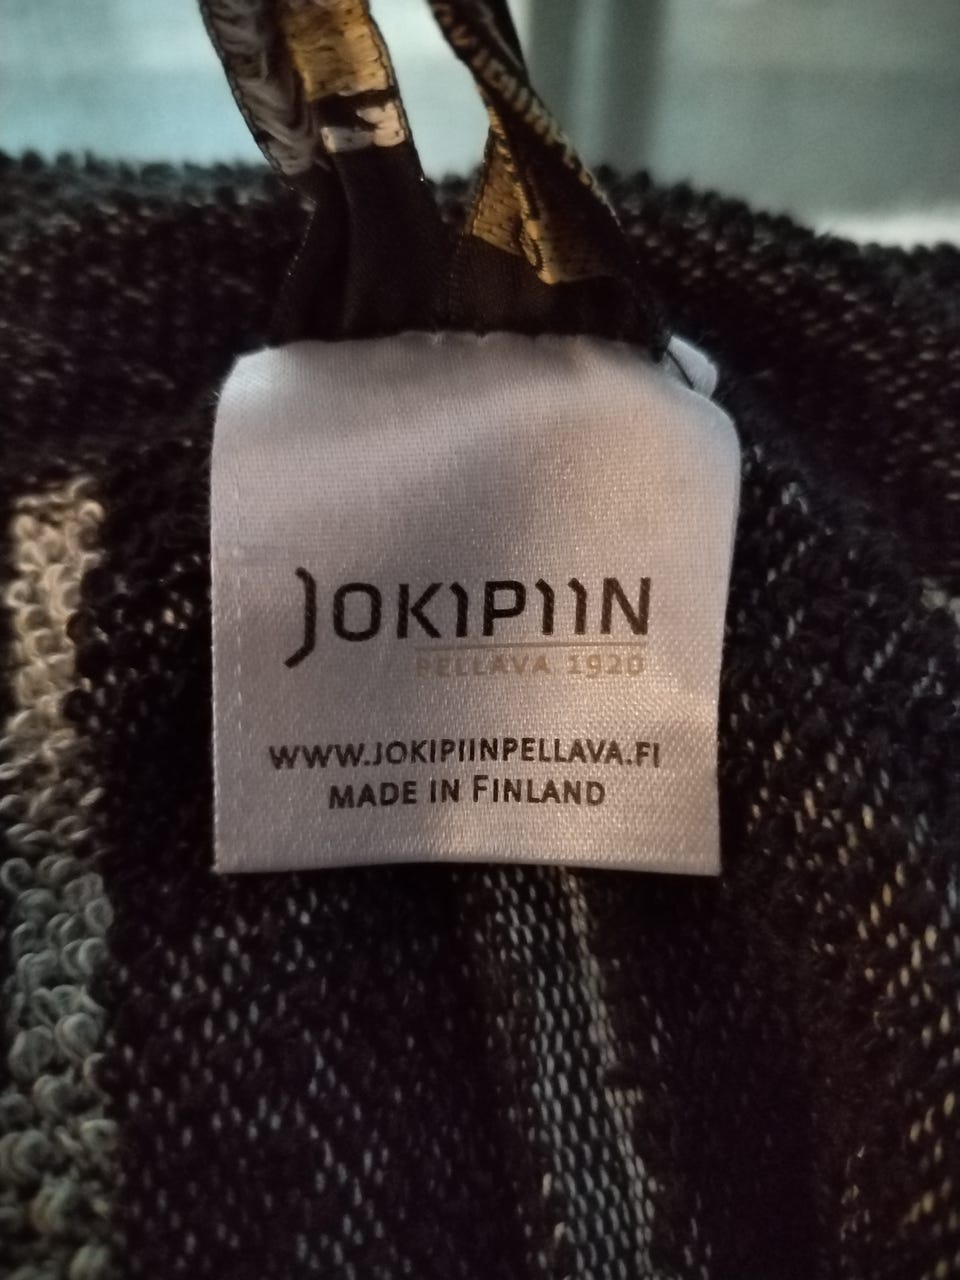 JOKIPIIN
PELLAVA 1920
WWW.JOKIPIINPELLAVA.FI
MADE IN FINLAND